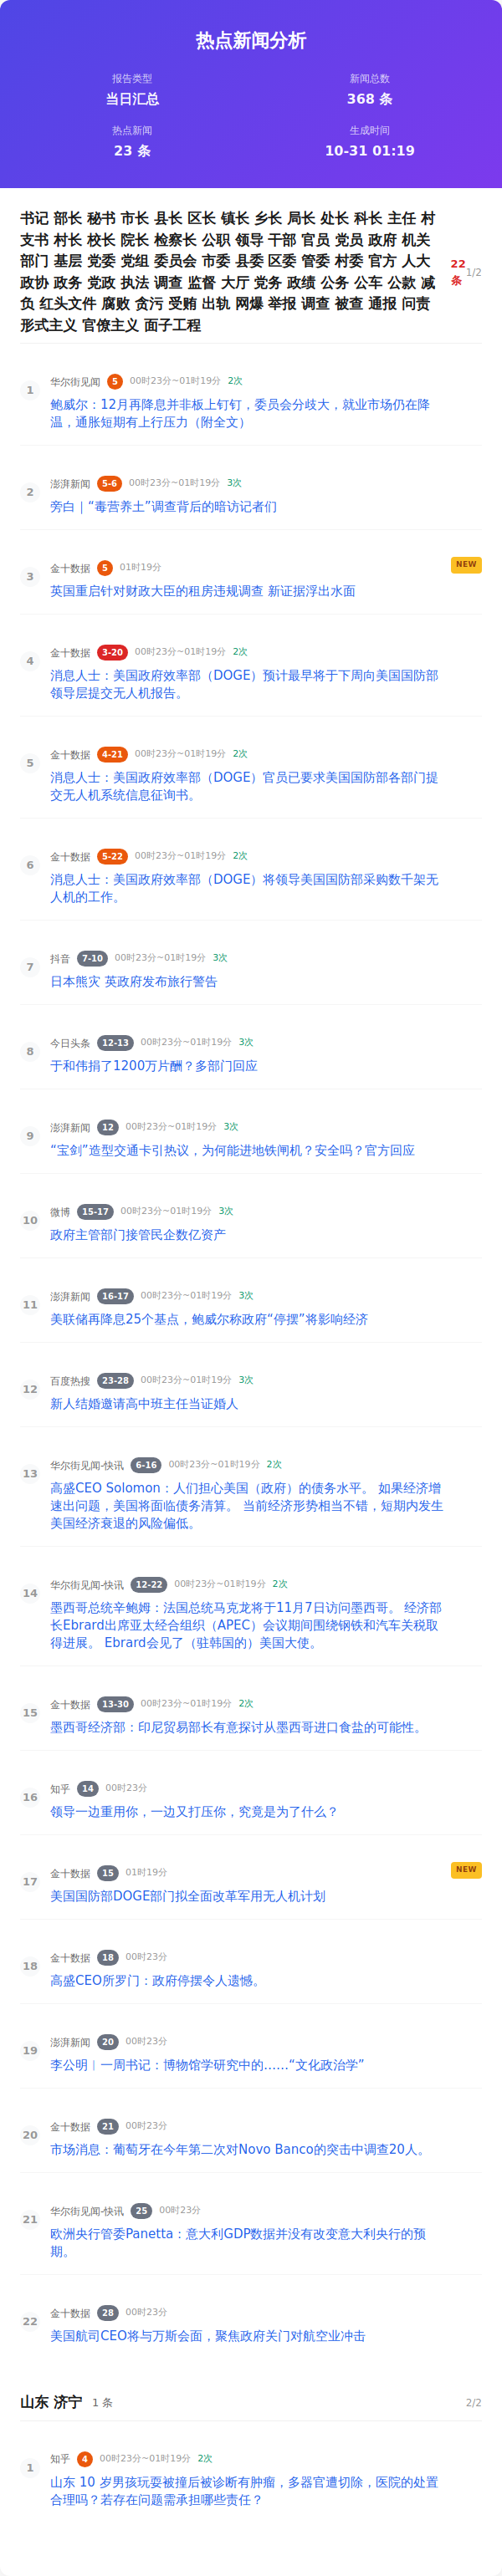 热点新闻分析
报告类型
当日汇总
新闻总数
368 条
热点新闻
23 条
生成时间
10-31 01:19
书记 部长 秘书 市长 县长 区长 镇长 乡长 局长 处长 科长 主任 村
支书 村长 校长 院长 检察长 公职 领导 干部 官员 党员 政府 机关
部门 基层 党委 党组 委员会 市委 县委 区委 管委 村委 官方 人大
政协 政务 党政 执法 调查 监督 大厅 党务 政绩 公务 公车 公款 减
负 红头文件 腐败 贪污 受贿 出轨 网爆 举报 调查 被查 通报 问责
形式主义 官僚主义 面子工程
22
条
1/2
1
华尔街见闻 5 00时23分~01时19分 2次
鲍威尔：12月再降息并非板上钉钉，委员会分歧大，就业市场仍在降
温，通胀短期有上行压力（附全文）
2
澎湃新闻 5-6 00时23分~01时19分 3次
旁白｜“毒营养土”调查背后的暗访记者们
3
金十数据 5 01时19分
NEW
英国重启针对财政大臣的租房违规调查 新证据浮出水面
4
金十数据 3-20 00时23分~01时19分 2次
消息人士：美国政府效率部（DOGE）预计最早将于下周向美国国防部
领导层提交无人机报告。
5
金十数据 4-21 00时23分~01时19分 2次
消息人士：美国政府效率部（DOGE）官员已要求美国国防部各部门提
交无人机系统信息征询书。
6
金十数据 5-22 00时23分~01时19分 2次
消息人士：美国政府效率部（DOGE）将领导美国国防部采购数千架无
人机的工作。
7
抖音 7-10 00时23分~01时19分 3次
日本熊灾 英政府发布旅行警告
8
今日头条 12-13 00时23分~01时19分 3次
于和伟捐了1200万片酬？多部门回应
9
澎湃新闻 12 00时23分~01时19分 3次
“宝剑”造型交通卡引热议，为何能进地铁闸机？安全吗？官方回应
10
微博 15-17 00时23分~01时19分 3次
政府主管部门接管民企数亿资产
11
澎湃新闻 16-17 00时23分~01时19分 3次
美联储再降息25个基点，鲍威尔称政府“停摆”将影响经济
12
百度热搜 23-28 00时23分~01时19分 3次
新人结婚邀请高中班主任当证婚人
13
华尔街见闻-快讯 6-16 00时23分~01时19分 2次
高盛CEO Solomon：人们担心美国（政府）的债务水平。 如果经济增
速出问题，美国将面临债务清算。 当前经济形势相当不错，短期内发生
美国经济衰退的风险偏低。
14
华尔街见闻-快讯 12-22 00时23分~01时19分 2次
墨西哥总统辛鲍姆：法国总统马克龙将于11月7日访问墨西哥。 经济部
长Ebrard出席亚太经合组织（APEC）会议期间围绕钢铁和汽车关税取
得进展。 Ebrard会见了（驻韩国的）美国大使。
15
金十数据 13-30 00时23分~01时19分 2次
墨西哥经济部：印尼贸易部长有意探讨从墨西哥进口食盐的可能性。
16
知乎 14 00时23分
领导一边重用你，一边又打压你，究竟是为了什么？
17
金十数据 15 01时19分
NEW
美国国防部DOGE部门拟全面改革军用无人机计划
18
金十数据 18 00时23分
高盛CEO所罗门：政府停摆令人遗憾。
19
澎湃新闻 20 00时23分
李公明︱一周书记：博物馆学研究中的……“文化政治学”
20
金十数据 21 00时23分
市场消息：葡萄牙在今年第二次对Novo Banco的突击中调查20人。
21
华尔街见闻-快讯 25 00时23分
欧洲央行管委Panetta：意大利GDP数据并没有改变意大利央行的预
期。
22
金十数据 28 00时23分
美国航司CEO将与万斯会面，聚焦政府关门对航空业冲击
山东 济宁 1 条
2/2
1
知乎 4 00时23分~01时19分 2次
山东 10 岁男孩玩耍被撞后被诊断有肿瘤，多器官遭切除，医院的处置
合理吗？若存在问题需承担哪些责任？